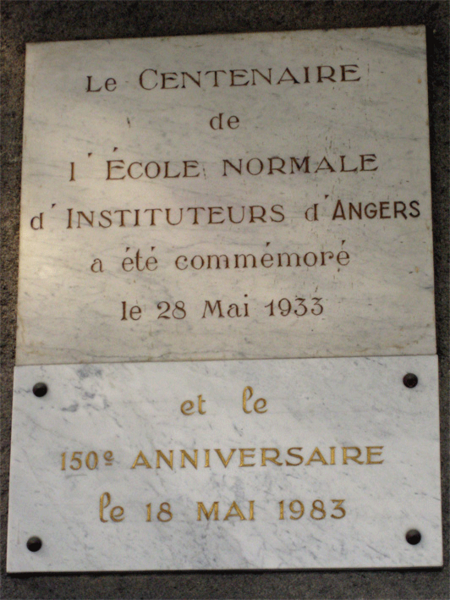 Le CENTENAIRE
de
l'ÉCOLE NORMALE
d'INSTITUTEURS d'ANGERS
a été commémoré
le 28 Mai 1933
et le
150e ANNIVERSAIRE
le 18 MAI 1983